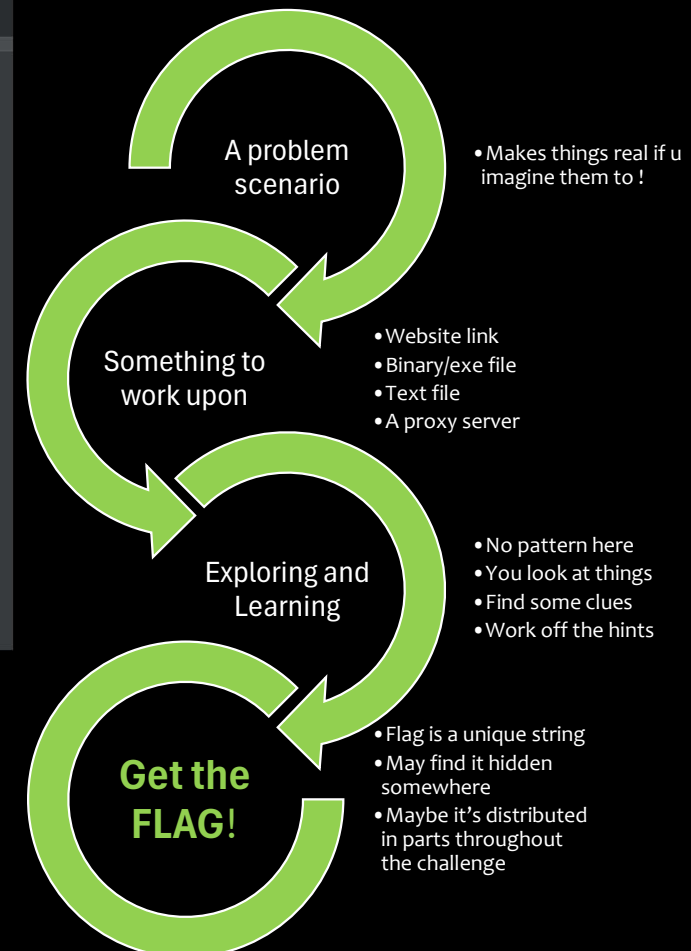 A problem
scenario
•Makes things real if u
imagine them to !
Something to
work upon
•Website link
•Binary/exe file
•Text file
•A proxy server
Exploring and
Learning
•No pattern here
•You look at things
•Find some clues
•Work off the hints
Get the
FLAG!
•Flag is a unique string
•May find it hidden
somewhere
•Maybe it’s distributed
in parts throughout
the challenge